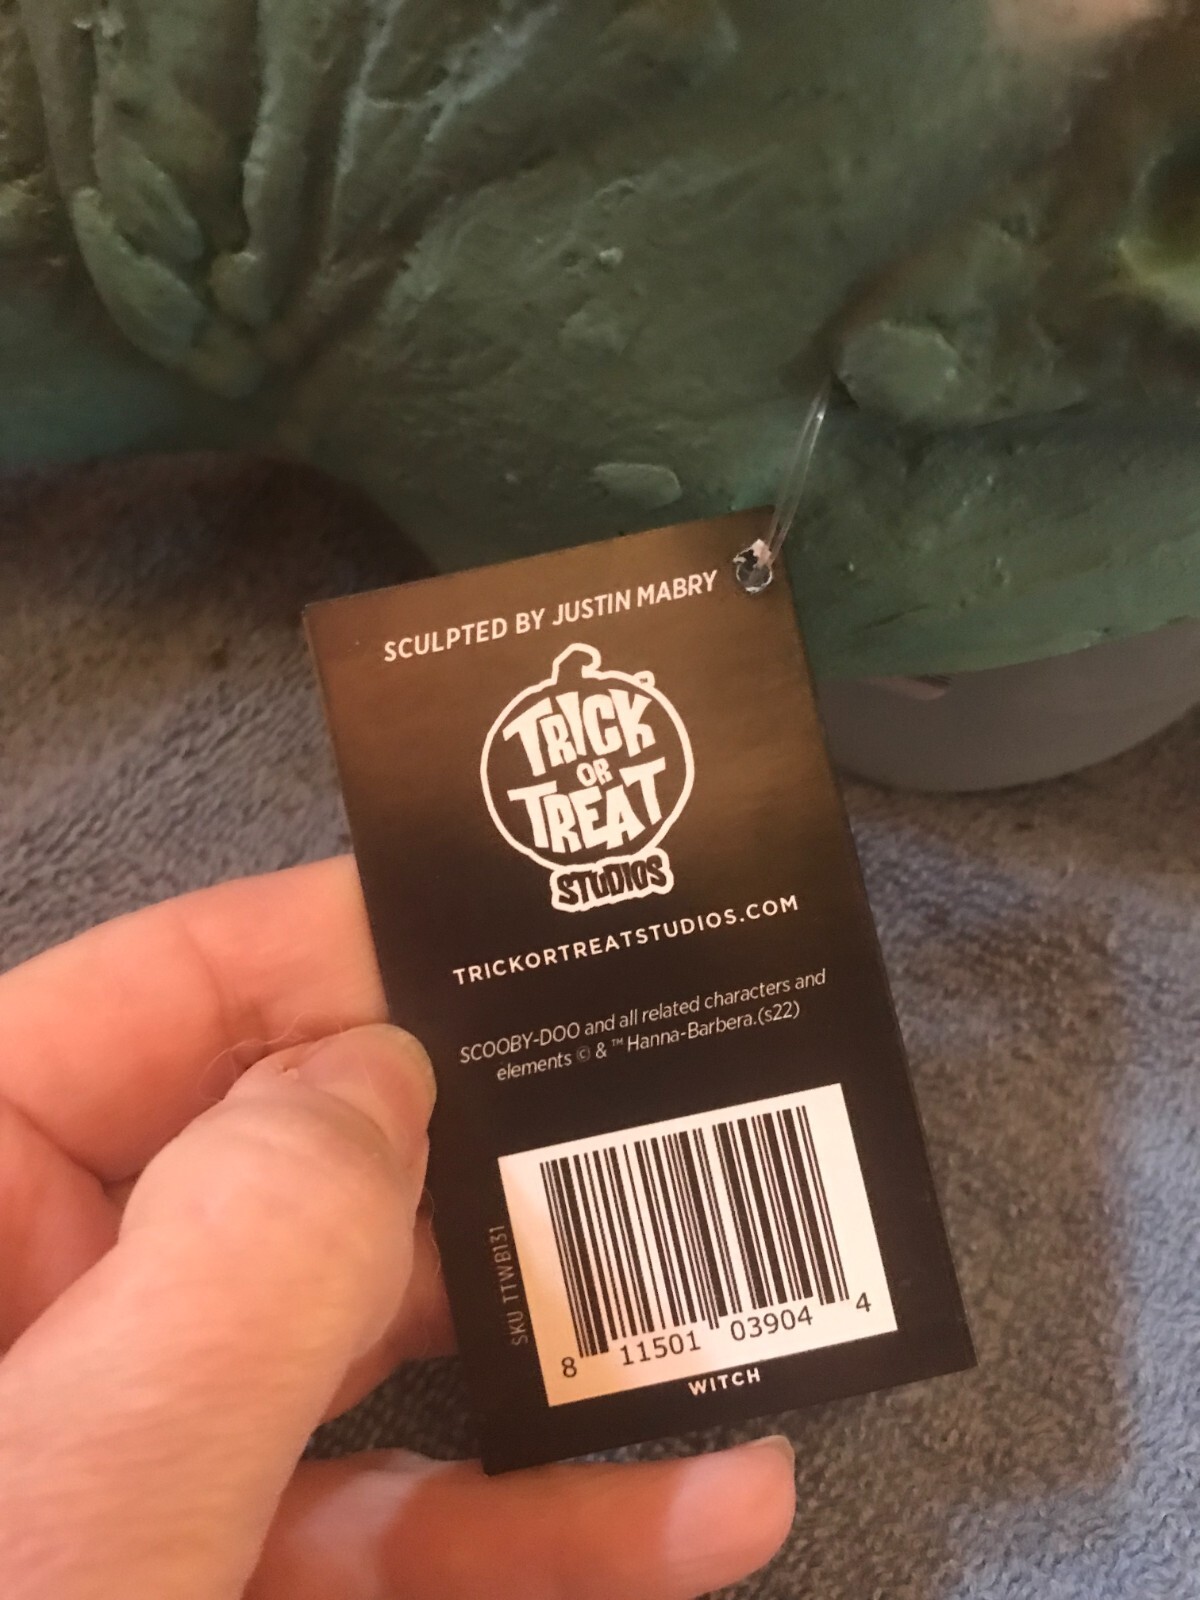 SCULPTED BY JUSTIN MABRY
TRICK
OR
TREAT
STUDIOS
TRICKORTREATSTUDIOS.COM
SCOOBY-DOO and all related characters and
elements © & ™ Hanna-Barbera.(s22)
SKU TTWB131
8 11501 03904 4
WITCH